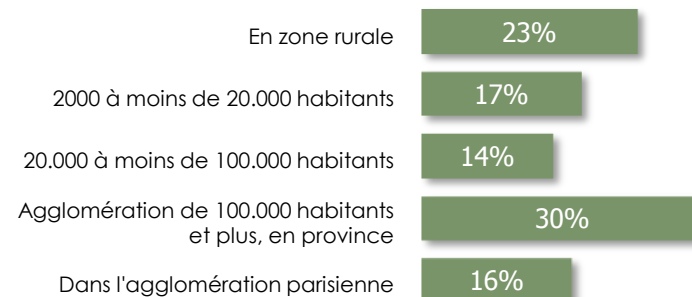 En zone rurale 23%
2000 à moins de 20.000 habitants 17%
20.000 à moins de 100.000 habitants 14%
Agglomération de 100.000 habitants
et plus, en province 30%
Dans l'agglomération parisienne 16%